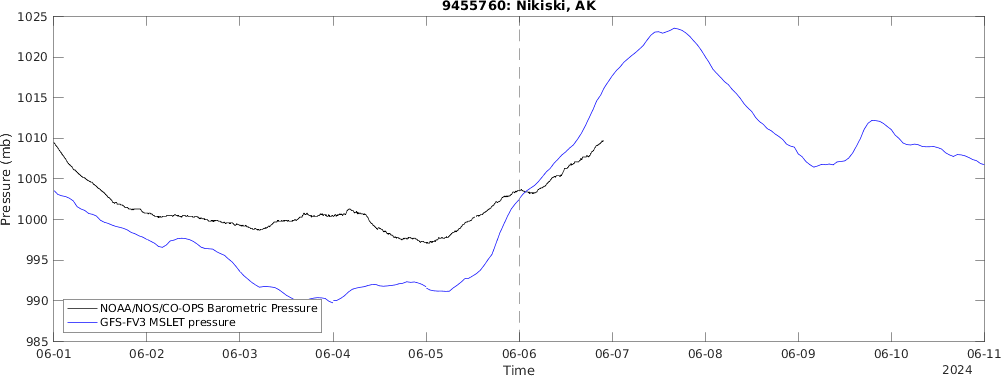 9455760: Nikiski, AK
Pressure (mb)
1025
1020
1015
1010
1005
1000
995
990
985
NOAA/NOS/CO-OPS Barometric Pressure
GFS-FV3 MSLET pressure
06-01 06-02 06-03 06-04 06-05 06-06 06-07 06-08 06-09 06-10 06-11
Time
2024